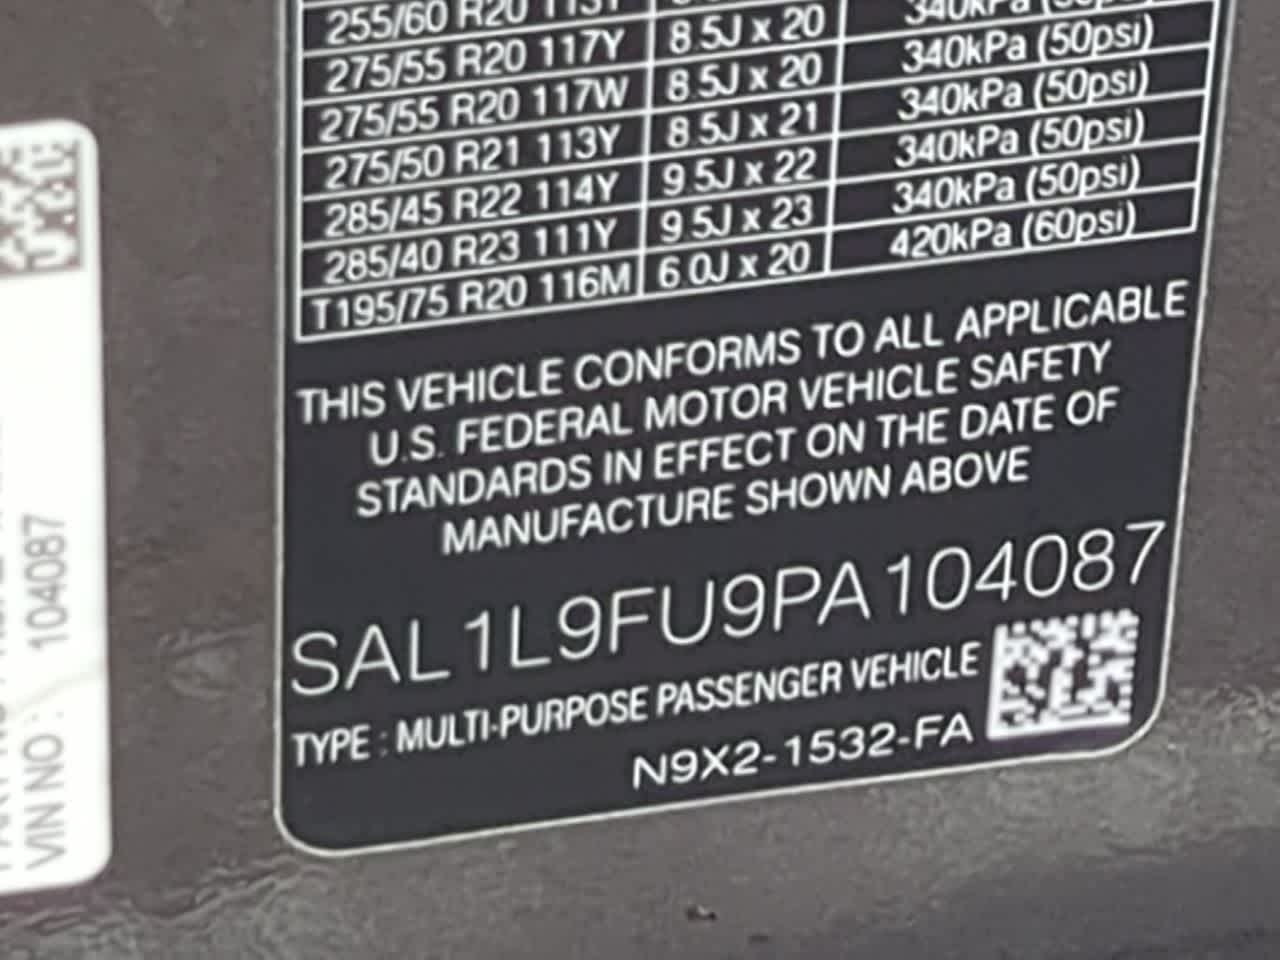 255/60 R20 113Y
275/55 R20 117Y 8.5J x 20 340kPa (50psi)
275/55 R20 117W 8.5J x 20 340kPa (50psi)
275/50 R21 113Y 8.5J x 21 340kPa (50psi)
285/45 R22 114Y 9.5J x 22 340kPa (50psi)
285/40 R23 111Y 9.5J x 23 340kPa (50psi)
T195/75 R20 116M 6.0J x 20 420kPa (60psi)
THIS VEHICLE CONFORMS TO ALL APPLICABLE
U.S. FEDERAL MOTOR VEHICLE SAFETY
STANDARDS IN EFFECT ON THE DATE OF
MANUFACTURE SHOWN ABOVE
SAL1L9FU9PA104087
TYPE : MULTI-PURPOSE PASSENGER VEHICLE
N9X2-1532-FA
VIN NO : 104087